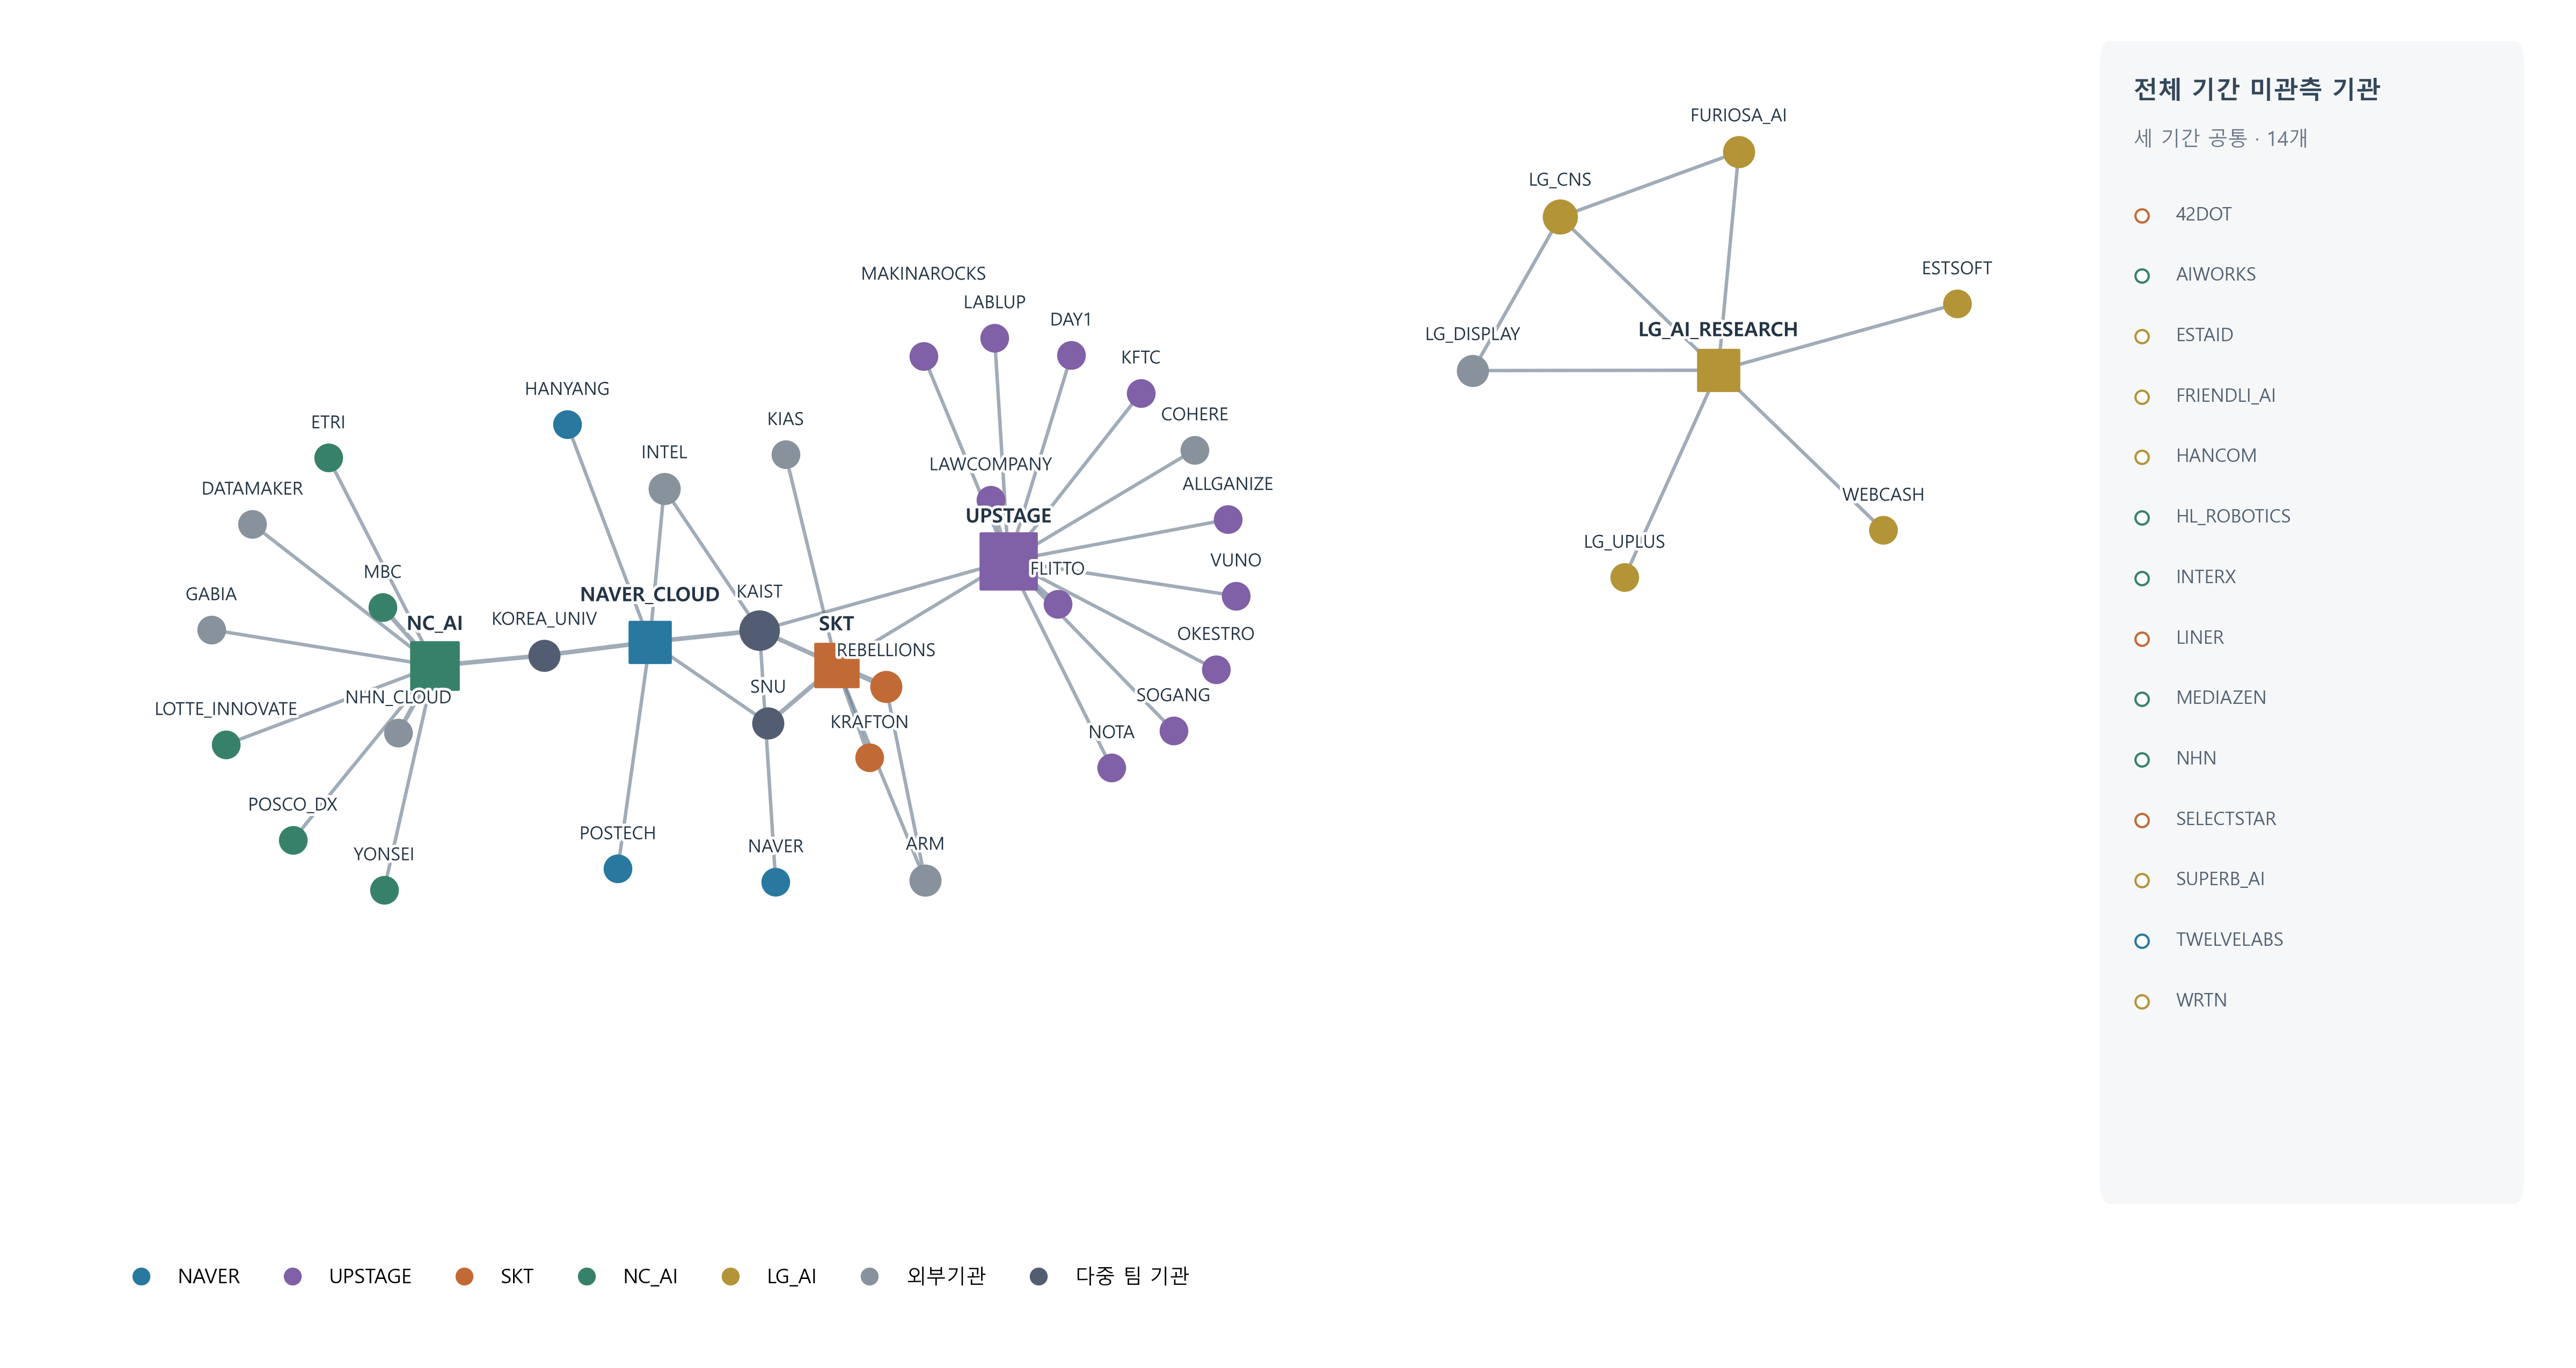 FURIOSA_AI
LG_CNS
ESTSOFT
LG_DISPLAY
LG_AI_RESEARCH
WEBCASH
LG_UPLUS
MAKINAROCKS
LABLUP
DAY1
KFTC
COHERE
LAWCOMPANY
ALLGANIZE
UPSTAGE
VUNO
FLITTO
OKESTRO
SOGANG
NOTA
HANYANG
KIAS
INTEL
ETRI
DATAMAKER
MBC
GABIA
NC_AI
KOREA_UNIV
NAVER_CLOUD
KAIST
SKT
REBELLIONS
SNU
KRAFTON
NHN_CLOUD
LOTTE_INNOVATE
POSCO_DX
YONSEI
POSTECH
NAVER
ARM
전체 기간 미관측 기관
세 기간 공통 · 14개
42DOT
AIWORKS
ESTAID
FRIENDLI_AI
HANCOM
HL_ROBOTICS
INTERX
LINER
MEDIAZEN
NHN
SELECTSTAR
SUPERB_AI
TWELVELABS
WRTN
NAVER UPSTAGE SKT NC_AI LG_AI 외부기관 다중 팀 기관